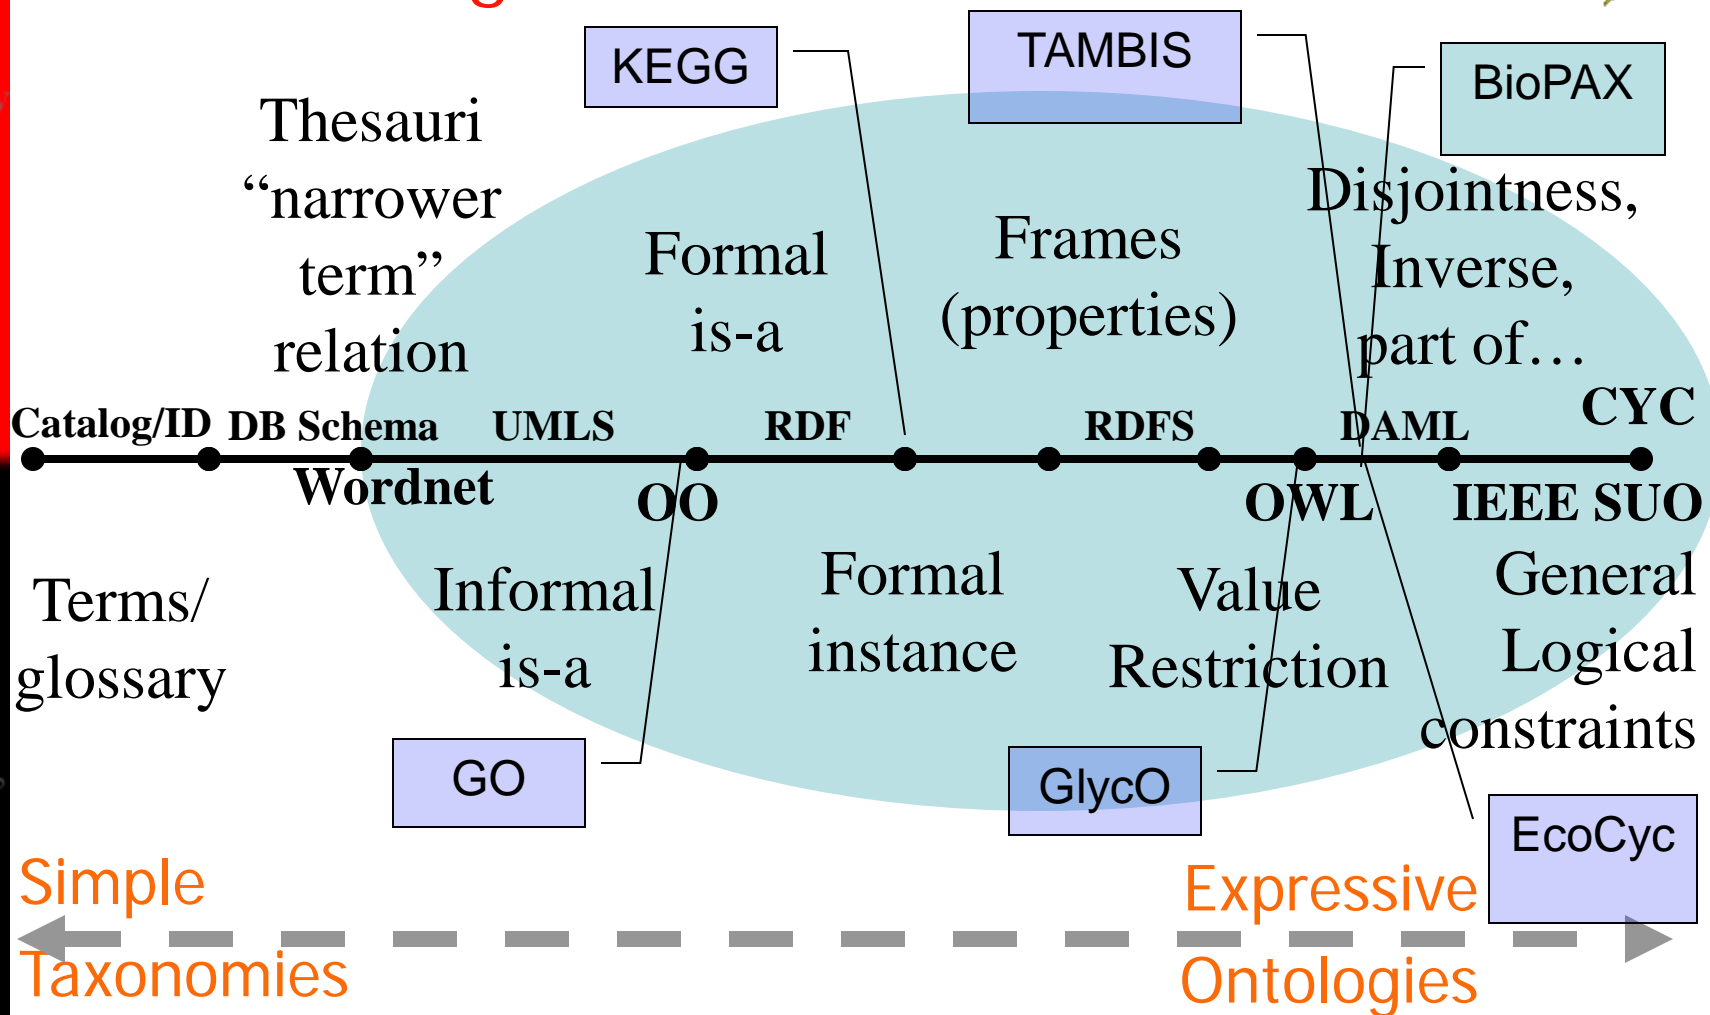 g
KEGG
TAMBIS
BioPAX
Thesauri
“narrower
term”
relation
Formal
is-a
Frames
(properties)
Disjointness,
Inverse,
part of…
Catalog/ID
DB Schema
UMLS
RDF
RDFS
DAML
CYC
Wordnet
OO
OWL
IEEE SUO
Terms/
glossary
Informal
is-a
Formal
instance
Value
Restriction
General
Logical
constraints
GO
GlycO
EcoCyc
Simple
Taxonomies
Expressive
Ontologies